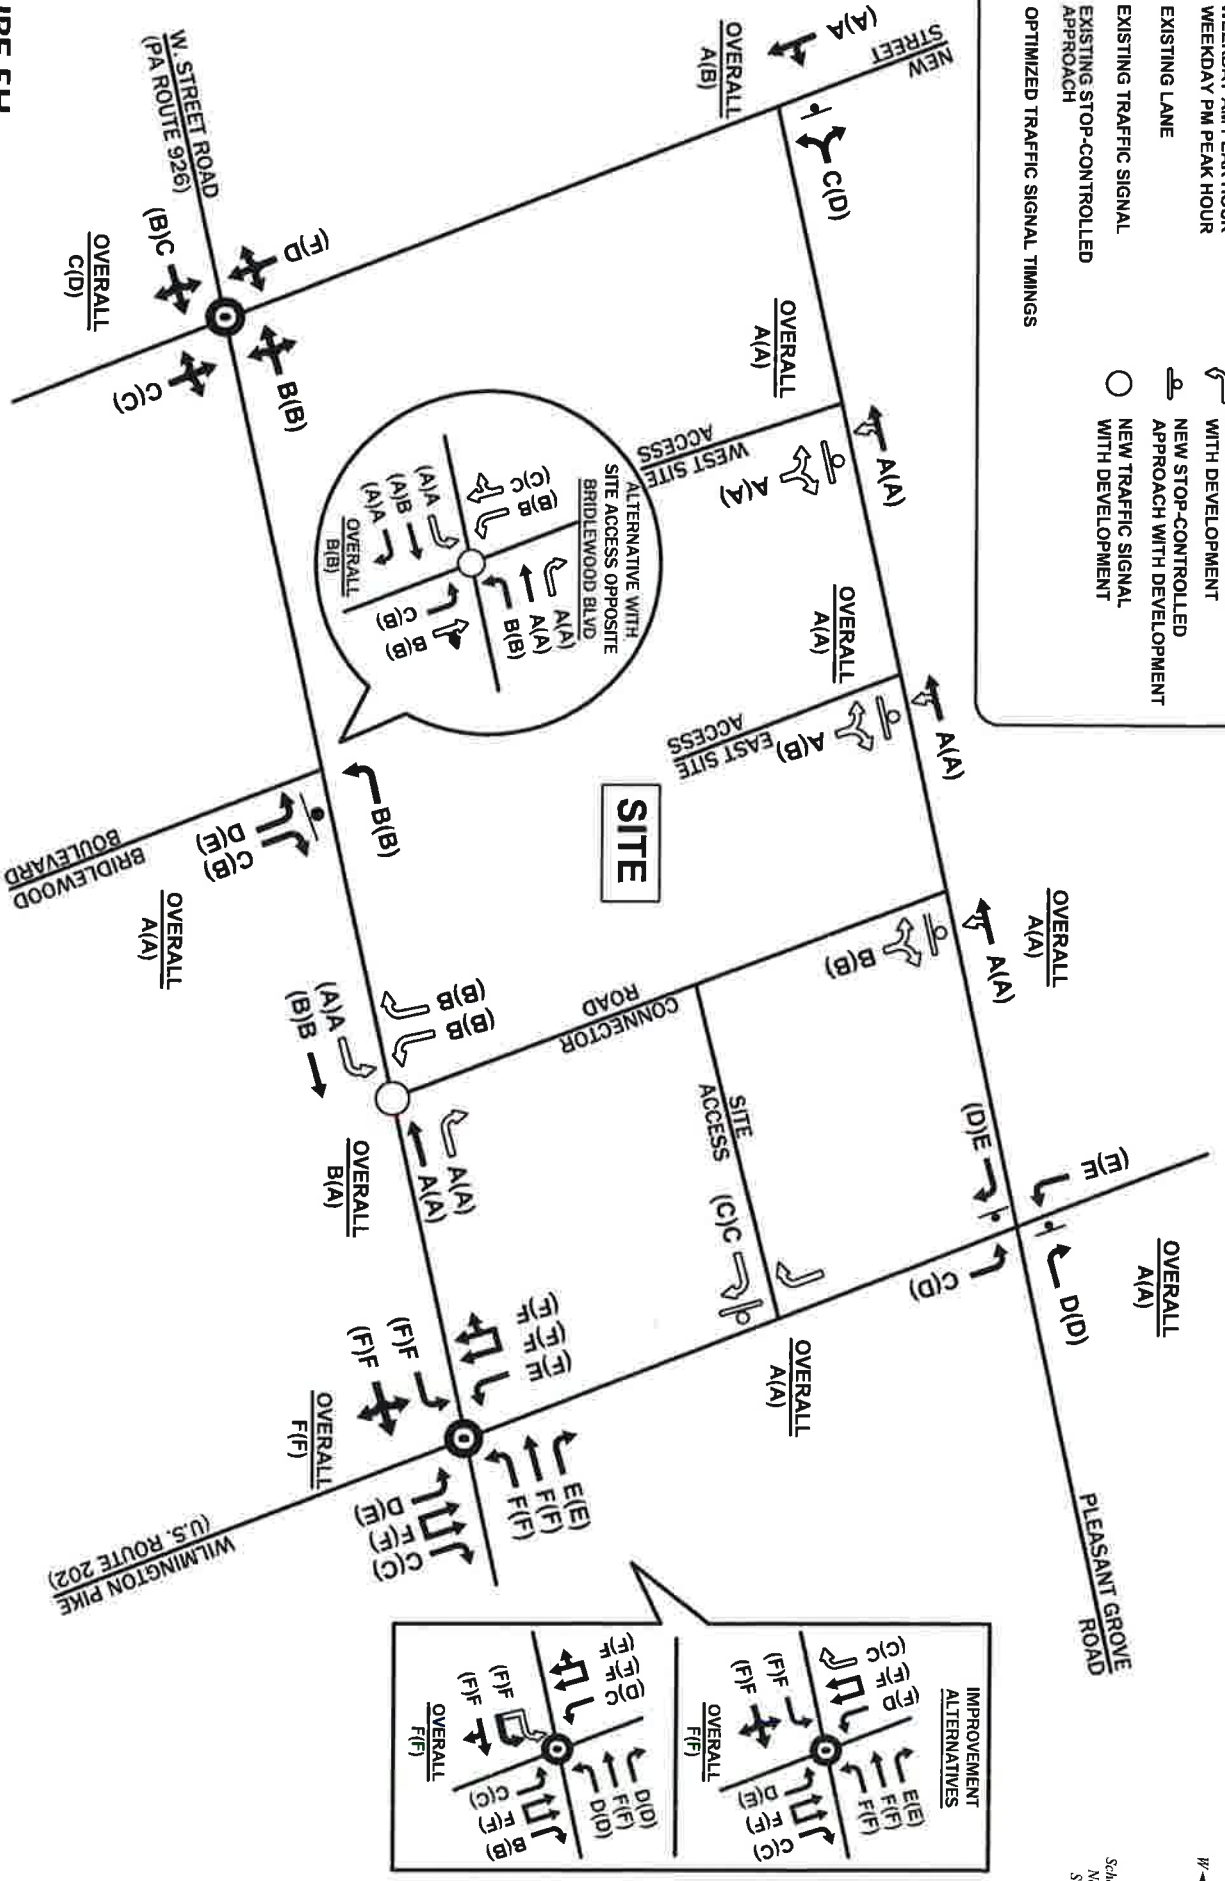 WEEKDAY PM PEAK HOUR
EXISTING LANE
EXISTING TRAFFIC SIGNAL
EXISTING STOP-CONTROLLED
APPROACH
OPTIMIZED TRAFFIC SIGNAL TIMINGS
WITH DEVELOPMENT
NEW STOP-CONTROLLED
APPROACH WITH DEVELOPMENT
NEW TRAFFIC SIGNAL
WITH DEVELOPMENT
W
NEW
STREET
(A)A
OVERALL
A(B)
C(D)
OVERALL
A(A)
A(A)
WEST SITE
ACCESS
A(A)
OVERALL
A(A)
A(A)
EAST SITE
ACCESS
A(B)
OVERALL
A(A)
A(A)
B(B)
CONNECTOR
ROAD
SITE
ACCESS
(C)C
OVERALL
A(A)
(D)E
(E)E
C(D)
D(D)
OVERALL
A(A)
PLEASANT GROVE
ROAD
SITE
W. STREET ROAD
(PA ROUTE 926)
(B)C
(F)D
B(B)
C(C)
OVERALL
C(D)
ALTERNATIVE WITH
SITE ACCESS OPPOSITE
BRIDLEWOOD BLVD
(C)C
(B)B
(A)A
(A)B
(A)A
A(A)
A(A)
B(B)
C(B)
B(B)
OVERALL
B(B)
B(B)
D(E)
C(B)
BRIDLEWOOD
BOULEVARD
OVERALL
A(A)
(B)B
(B)B
(A)A
(B)B
A(A)
A(A)
OVERALL
B(A)
(F)F
(F)F
(F)E
(F)F
(F)F
E(E)
F(F)
F(F)
D(E)
F(F)
C(C)
OVERALL
F(F)
WILMINGTON PIKE
(U.S. ROUTE 202)
IMPROVEMENT
ALTERNATIVES
(C)C
(F)F
(F)D
(F)F
(F)F
E(E)
F(F)
F(F)
D(E)
F(F)
C(C)
OVERALL
F(F)
(F)F
(F)F
(D)C
(F)F
(F)F
D(D)
F(F)
D(D)
C(C)
F(F)
B(B)
OVERALL
F(F)